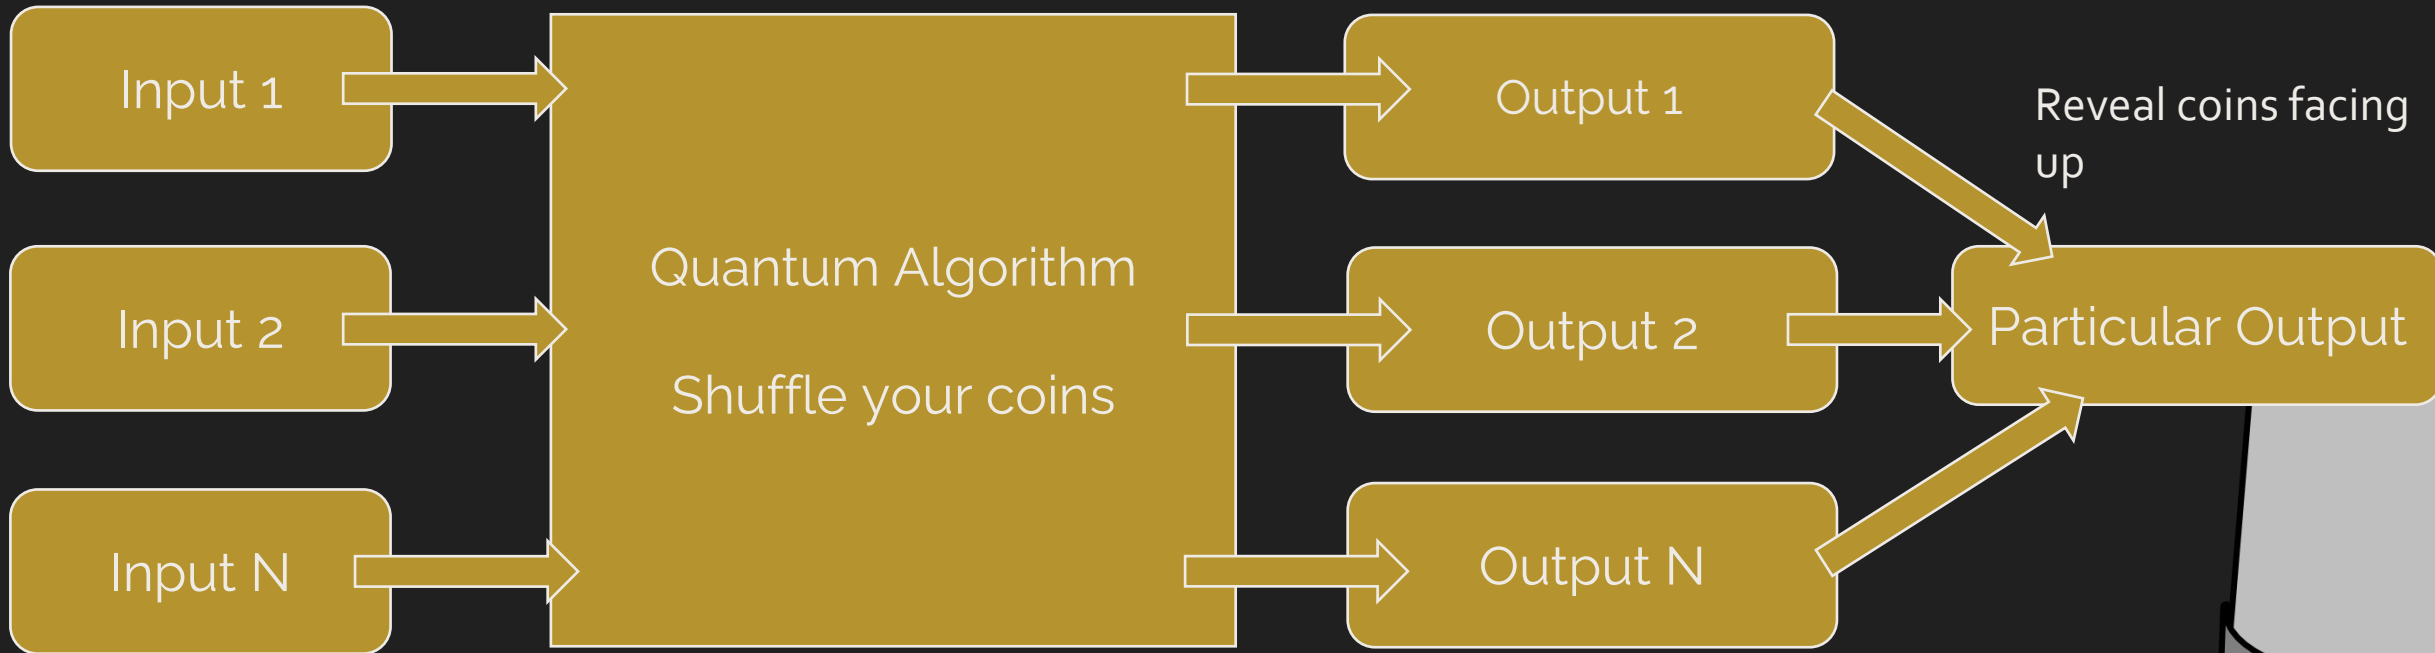 Input 1
Output 1
Reveal coins facing
up
Quantum Algorithm
Input 2
Output 2
Particular Output
Shuffle your coins
Input N
Output N